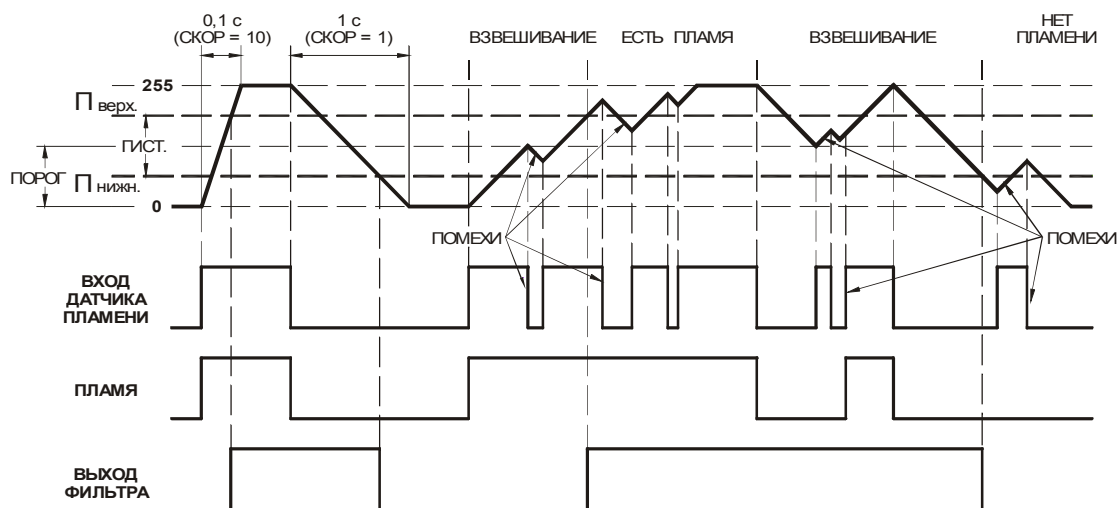 0,1 с
(СКОР = 10)
1 с
(СКОР = 1)
ВЗВЕШИВАНИЕ
ЕСТЬ ПЛАМЯ
ВЗВЕШИВАНИЕ
НЕТ
ПЛАМЕНИ
255
П верх.
ГИСТ.
ПОРОГ
П нижн.
0
ПОМЕХИ
ПОМЕХИ
ВХОД
ДАТЧИКА
ПЛАМЕНИ
ПЛАМЯ
ВЫХОД
ФИЛЬТРА